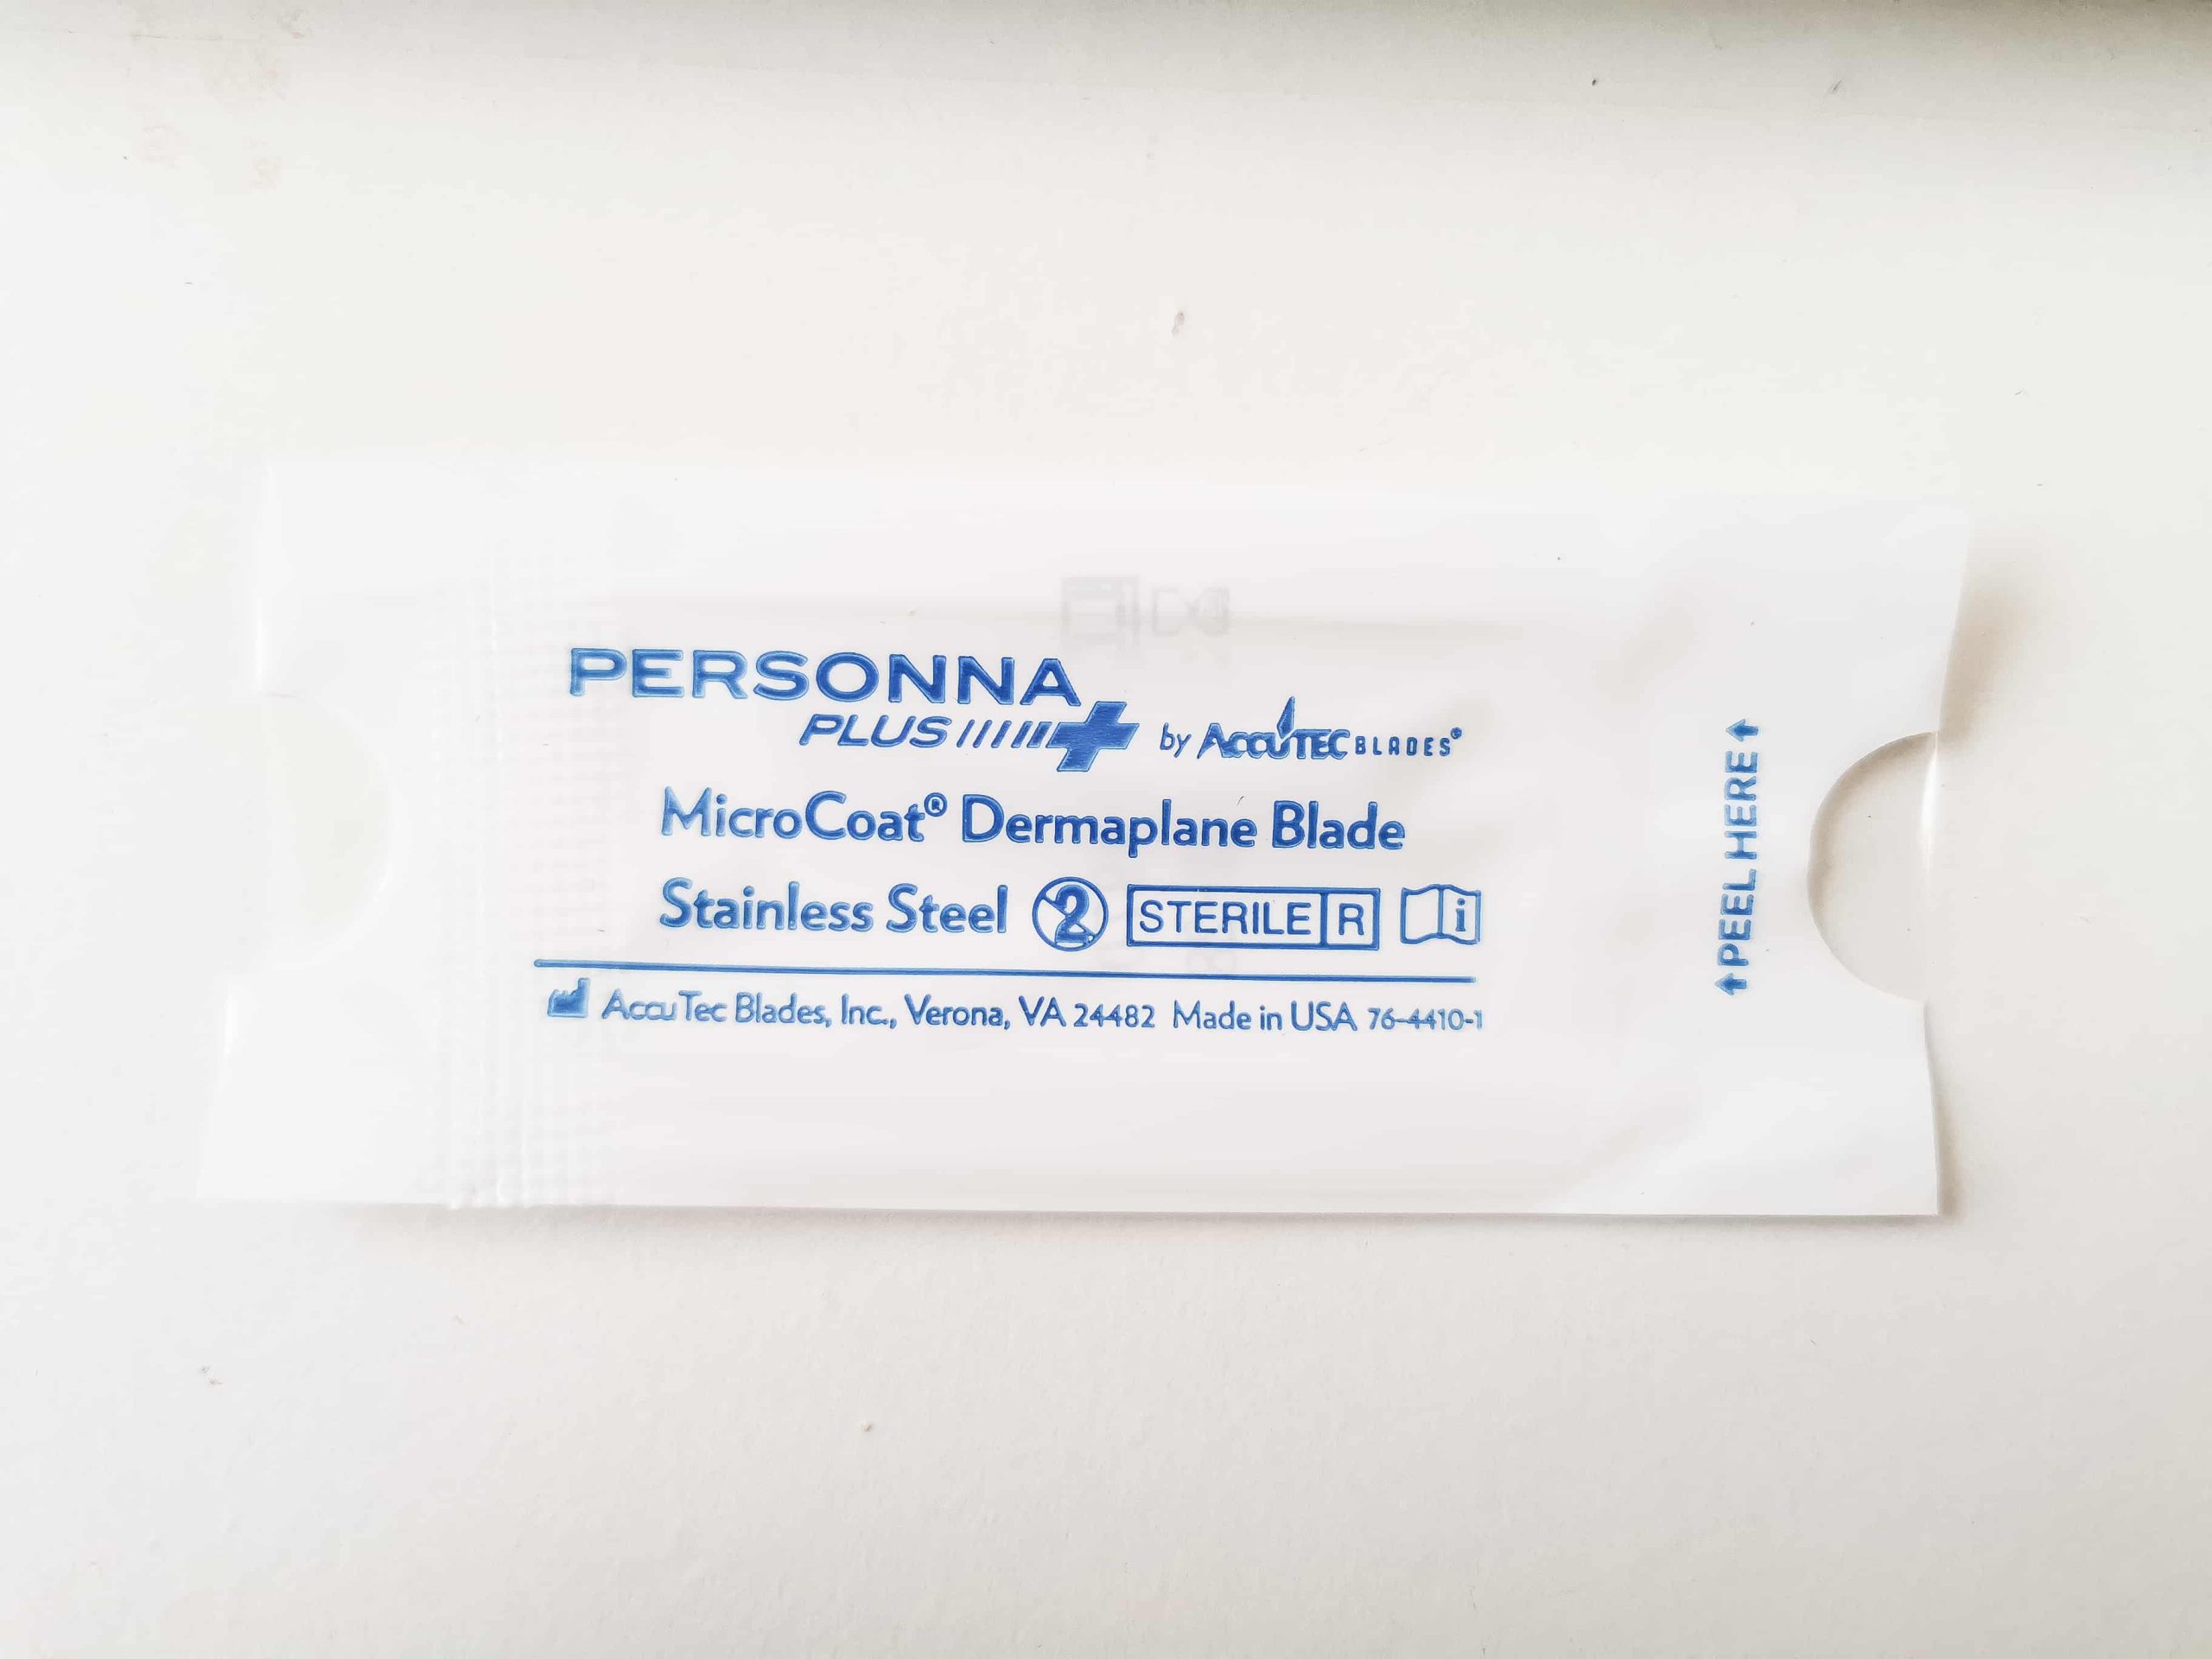 PERSONNA
PLUS by ACCUTEC BLADES®
MicroCoat® Dermaplane Blade
Stainless Steel 2 STERILE R i
AccuTec Blades, Inc., Verona, VA 24482 Made in USA 76-4410-1
PEEL HERE